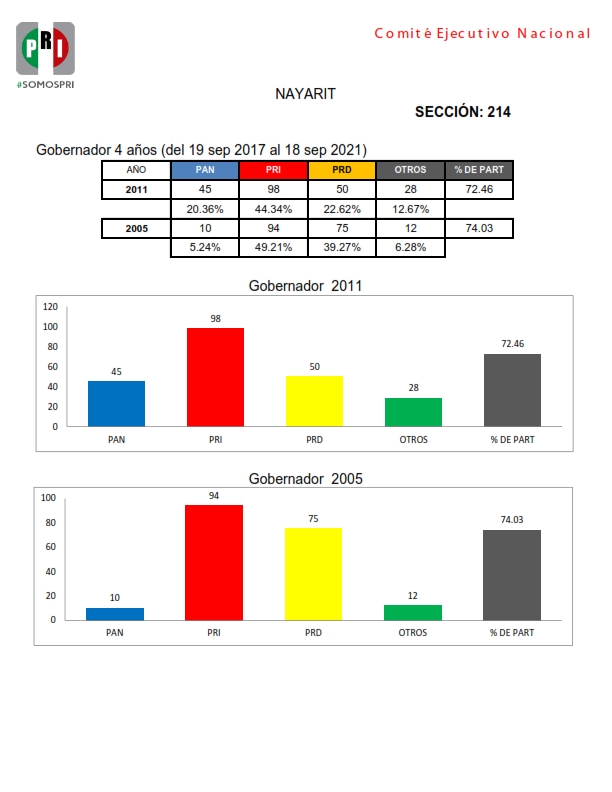 Comité Ejecutivo Nacional
PRI
#SOMOSPRI
NAYARIT
SECCIÓN: 214
Gobernador 4 años (del 19 sep 2017 al 18 sep 2021)
AÑO PAN PRI PRD OTROS % DE PART
2011 45 98 50 28 72.46
20.36% 44.34% 22.62% 12.67%
2005 10 94 75 12 74.03
5.24% 49.21% 39.27% 6.28%
Gobernador 2011
120
100
80
60
40
20
0
45
98
50
28
72.46
PAN PRI PRD OTROS % DE PART
Gobernador 2005
100
80
60
40
20
0
10
94
75
12
74.03
PAN PRI PRD OTROS % DE PART